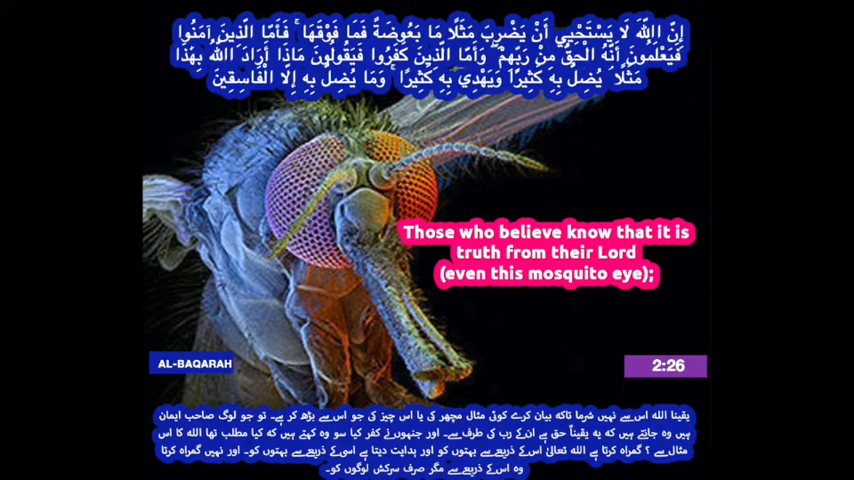 إِنَّ اللَّهَ لَا يَسْتَحْيِي أَنْ يَضْرِبَ مَثَلًا مَا بَعُوضَةً فَمَا فَوْقَهَا ۚ فَأَمَّا الَّذِينَ آمَنُوا
فَيَعْلَمُونَ أَنَّهُ الْحَقُّ مِنْ رَبِّهِمْ ۖ وَأَمَّا الَّذِينَ كَفَرُوا فَيَقُولُونَ مَاذَا أَرَادَ اللَّهُ بِهَٰذَا
مَثَلًا ۘ يُضِلُّ بِهِ كَثِيرًا وَيَهْدِي بِهِ كَثِيرًا ۚ وَمَا يُضِلُّ بِهِ إِلَّا الْفَاسِقِينَ
Those who believe know that it is
truth from their Lord
(even this mosquito eye);
AL-BAQARAH
2:26
یقینا اللہ اس سے نہیں شرما تاکہ بیان کرے کوئی مثال مچھر کی یا اس چیز کی جو اس سے بڑھ کر ہے۔ تو جو لوگ صاحب ایمان
ہیں وہ جانتے ہیں کہ یہ یقیناً حق ہے ان کے رب کی طرف سے۔ اور جنہوں نے کفر کیا سو وہ کہتے ہیں کہ کیا مطلب تھا اللہ کا اس
مثال سے ؟ گمراہ کرتا ہے اللہ تعالیٰ اس کے ذریعے سے بھتوں کو اور ہدایت دیتا ہے اسی کے ذریعے سے بھتوں کو۔ اور نہیں گمراہ کرتا
وہ اس کے ذریعے سے مگر صرف سرکش لوگوں کو۔